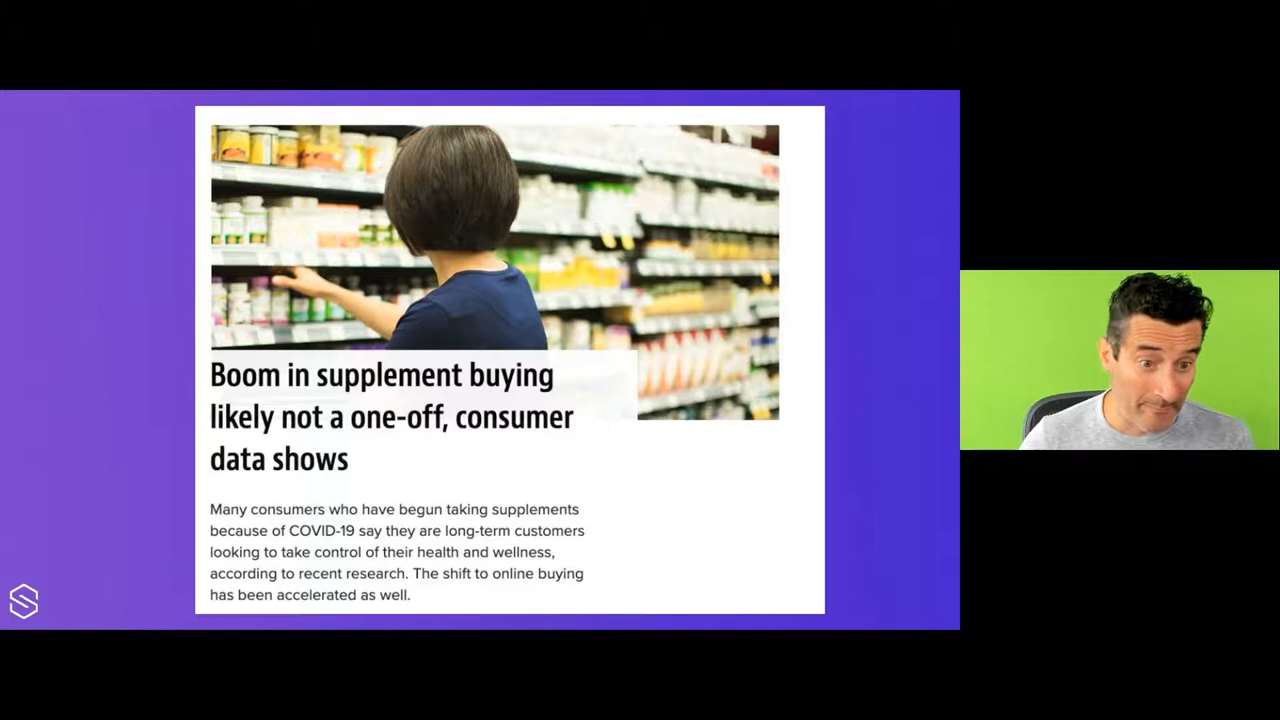 Boom in supplement buying
likely not a one-off, consumer
data shows
Many consumers who have begun taking supplements
because of COVID-19 say they are long-term customers
looking to take control of their health and wellness,
according to recent research. The shift to online buying
has been accelerated as well.